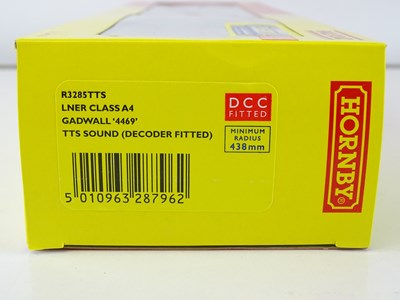 R3285TTS
LNER CLASS A4
GADWALL '4469'
TTS SOUND (DECODER FITTED)
5 010963 287962
DCC
FITTED
MINIMUM
RADIUS
438mm
HORNBY®